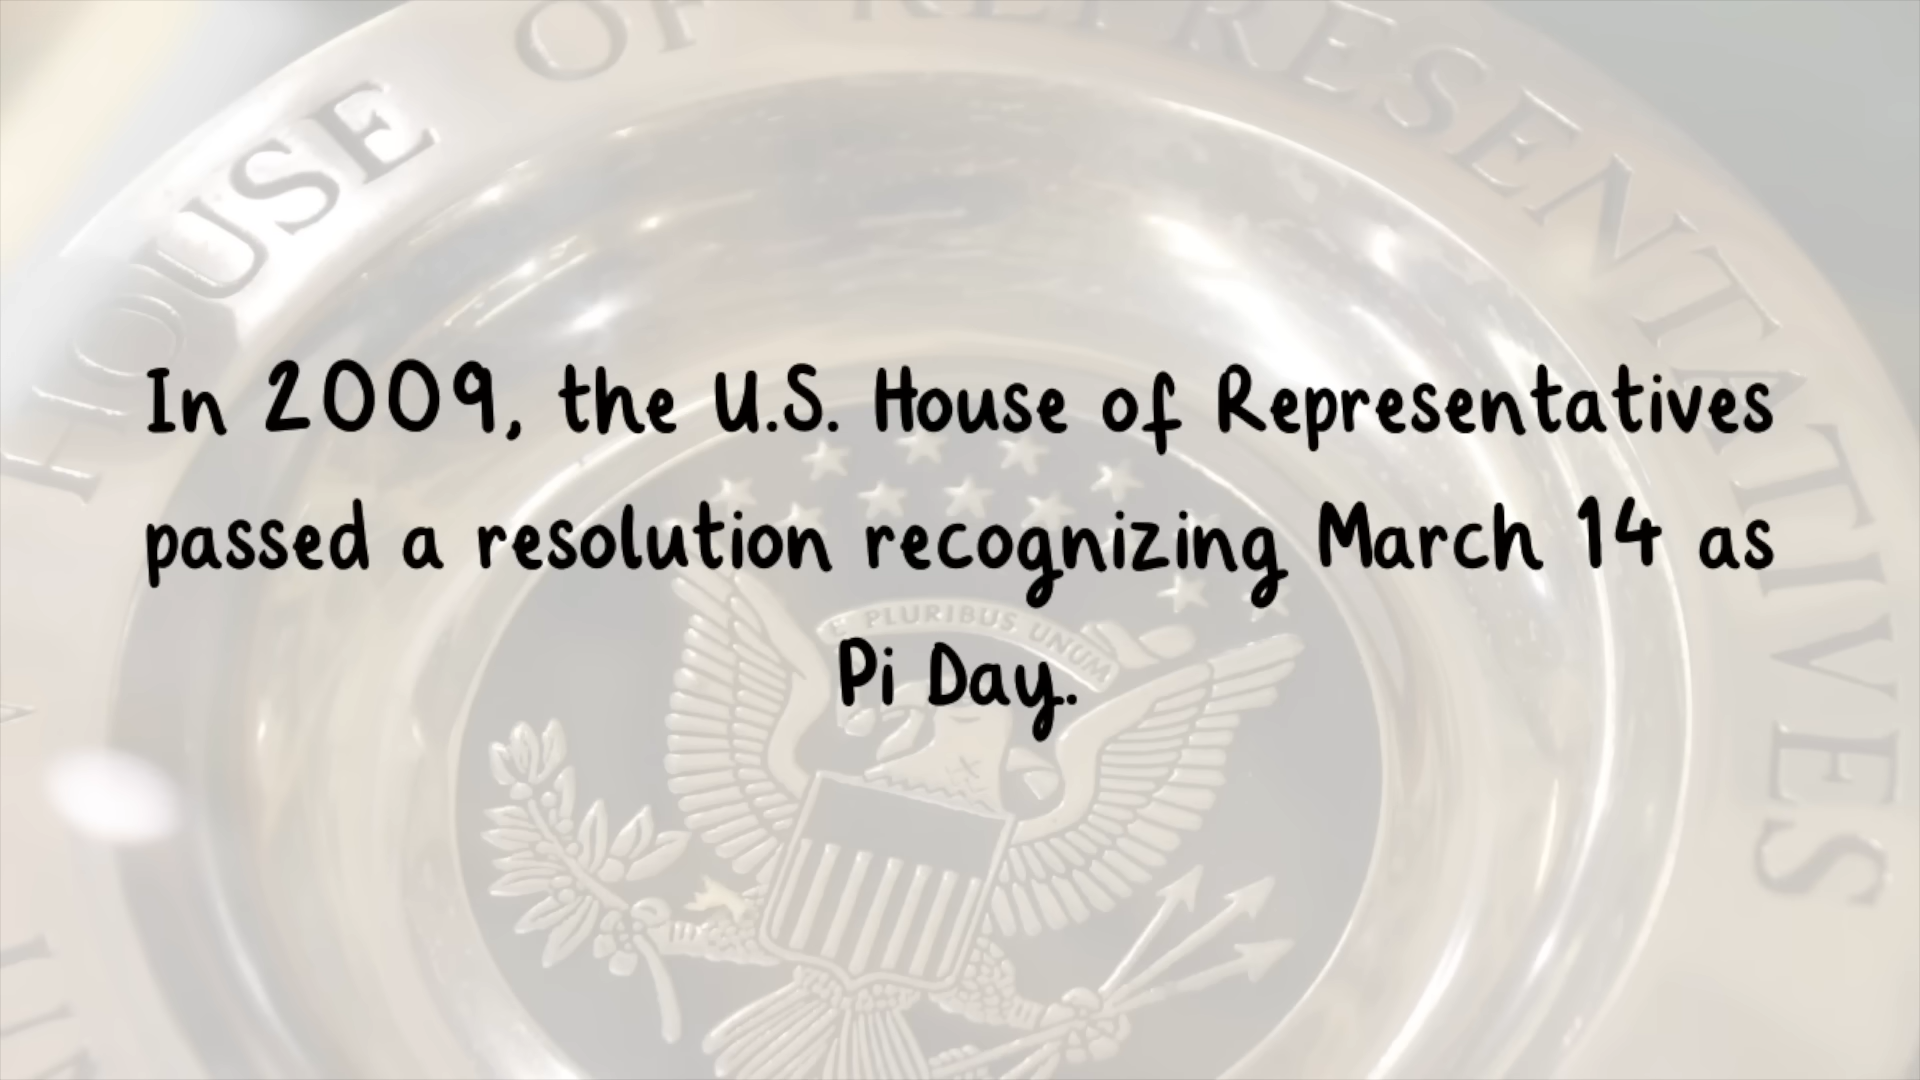 HOUSE OF REPRESENTATIVES
In 2009, the U.S. House of Representatives
passed a resolution recognizing March 14 as
E PLURIBUS UNUM
Pi Day.